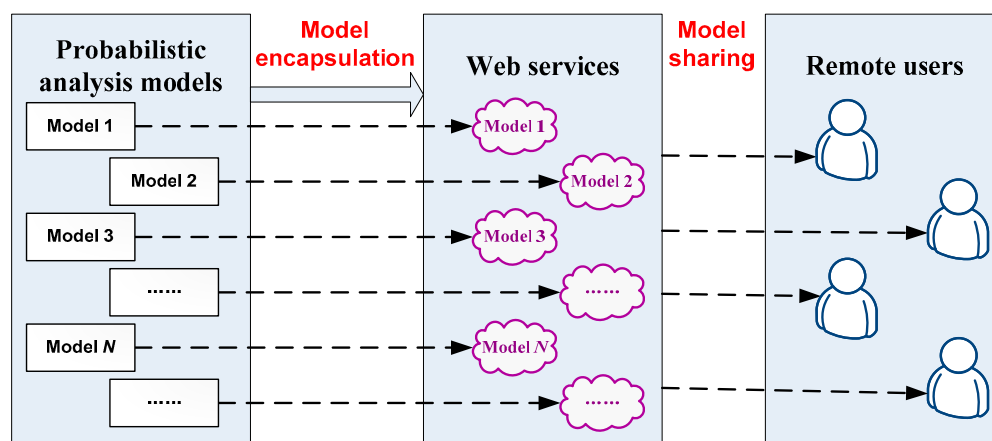 Probabilistic
analysis models
Model
encapsulation
Web services
Model
sharing
Remote users
Model 1
Model 1
Model 2
Model 2
Model 3
Model 3
……
……
Model N
Model N
……
……